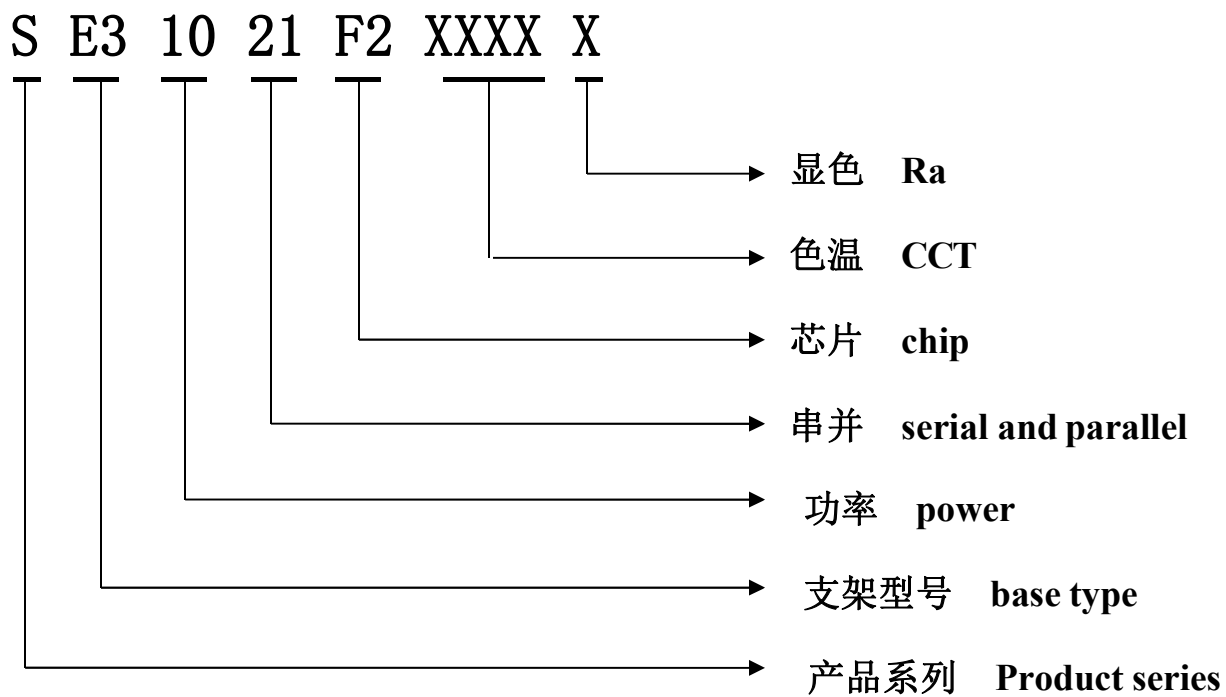 S E3 10 21 F2 XXXX X
显色 Ra
色温 CCT
芯片 chip
串并 serial and parallel
功率 power
支架型号 base type
产品系列 Product series